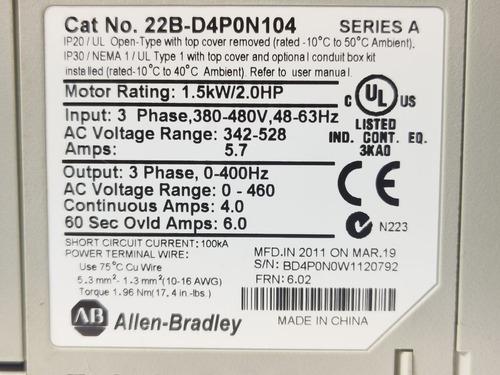 Cat No. 22B-D4P0N104 SERIES A
IP20 / UL Open-Type with top cover removed (rated -10°C to 50°C Ambient).
IP30 / NEMA 1 / UL Type 1 with top cover and optional conduit box kit
installed (rated-10°C to 40°C Ambient). Refer to user manual.
Motor Rating: 1.5kW/2.0HP
Input: 3 Phase,380-480V,48-63Hz
AC Voltage Range: 342-528
Amps: 5.7
Output: 3 Phase, 0-400Hz
AC Voltage Range: 0 - 460
Continuous Amps: 4.0
60 Sec Ovld Amps: 6.0
C UL US
LISTED
IND. CONT. EQ.
3KA0
CE
N223
SHORT CIRCUIT CURRENT: 100kA
POWER TERMINAL WIRE:
Use 75°C Cu Wire
5.3 mm²- 1.3 mm²(10-16 AWG)
Torque 1.96 Nm(17.4 in.-lbs.)
MFD.IN 2011 ON MAR.19
S/N: BD4P0N0W1120792
FRN: 6.02
AB Allen-Bradley
MADE IN CHINA